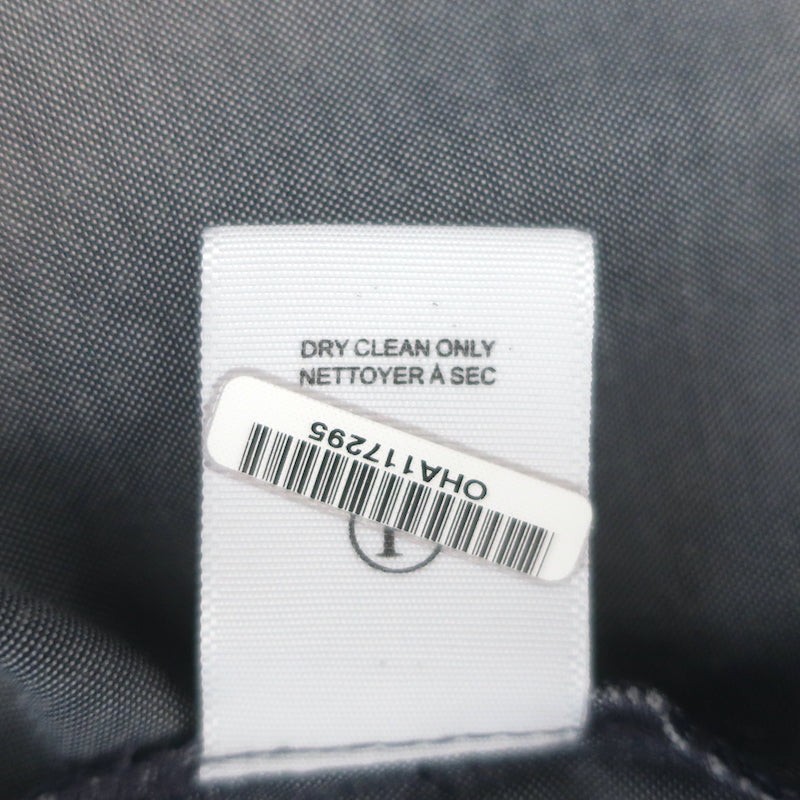 DRY CLEAN ONLY
NETTOYER À SEC
OHA117295